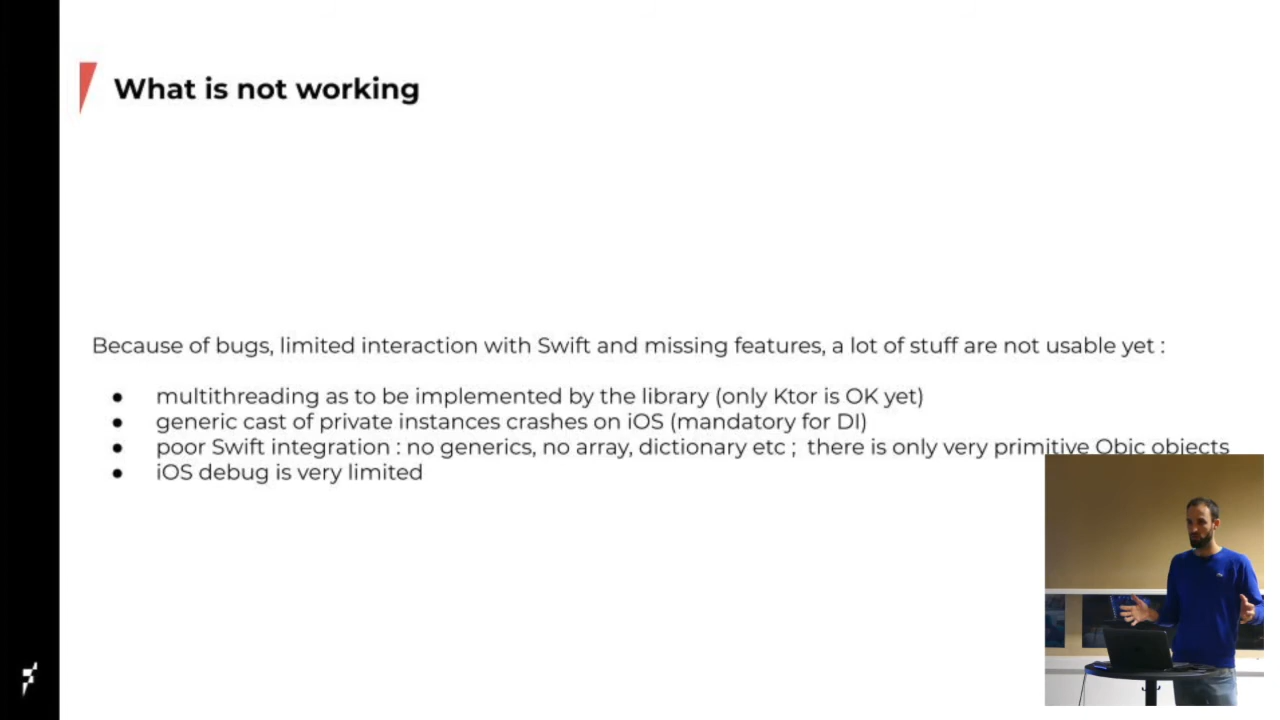 What is not working
Because of bugs, limited interaction with Swift and missing features, a lot of stuff are not usable yet :
● multithreading as to be implemented by the library (only Ktor is OK yet)
● generic cast of private instances crashes on iOS (mandatory for DI)
● poor Swift integration : no generics, no array, dictionary etc ; there is only very primitive Objc objects
● iOS debug is very limited